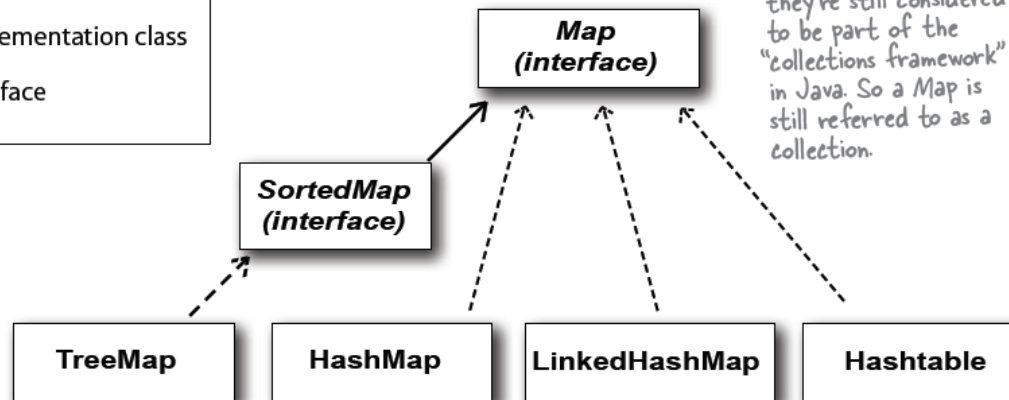 ementation class
face
Map
(interface)
they're still considered
to be part of the
"collections framework"
in Java. So a Map is
still referred to as a
collection.
SortedMap
(interface)
TreeMap
HashMap
LinkedHashMap
Hashtable